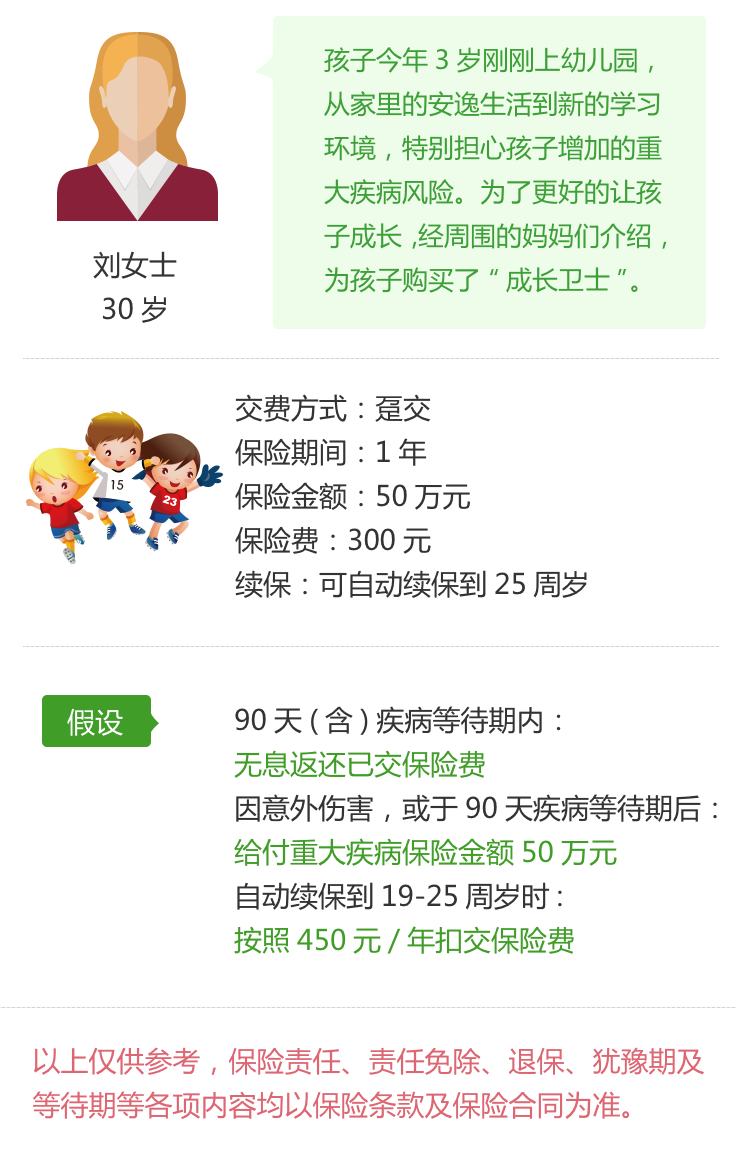 孩子今年 3 岁刚刚上幼儿园，
从家里的安逸生活到新的学习
环境，特别担心孩子增加的重
大疾病风险。为了更好的让孩
子成长 ,经周围的妈妈们介绍，
为孩子购买了 “ 成长卫士 ”。
刘女士
30 岁
交费方式：趸交
保险期间：1 年
保险金额：50 万元
保险费：300 元
续保：可自动续保到 25 周岁
15
23
假设
90 天 ( 含 ) 疾病等待期内：
无息返还已交保险费
因意外伤害，或于 90 天疾病等待期后：
给付重大疾病保险金额 50 万元
自动续保到 19-25 周岁时：
按照 450 元 / 年扣交保险费
以上仅供参考，保险责任、责任免除、退保、犹豫期及
等待期等各项内容均以保险条款及保险合同为准。